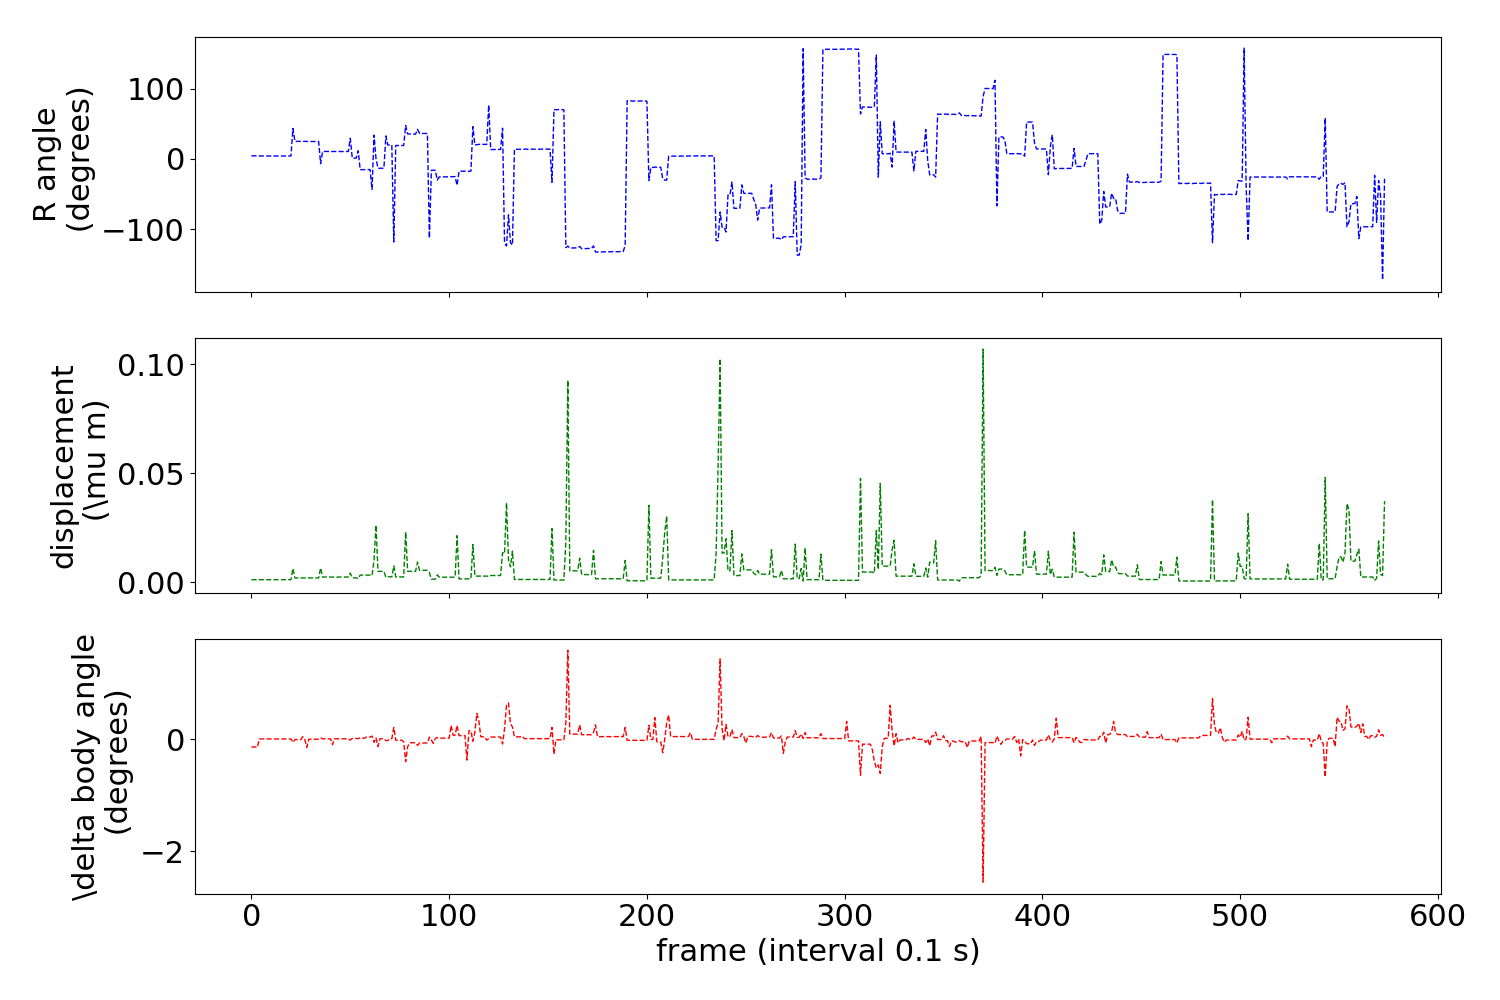 R angle
(degrees)
100
0
−100
displacement
(\mu m)
0.10
0.05
0.00
\delta body angle
(degrees)
0
−2
0 100 200 300 400 500 600
frame (interval 0.1 s)